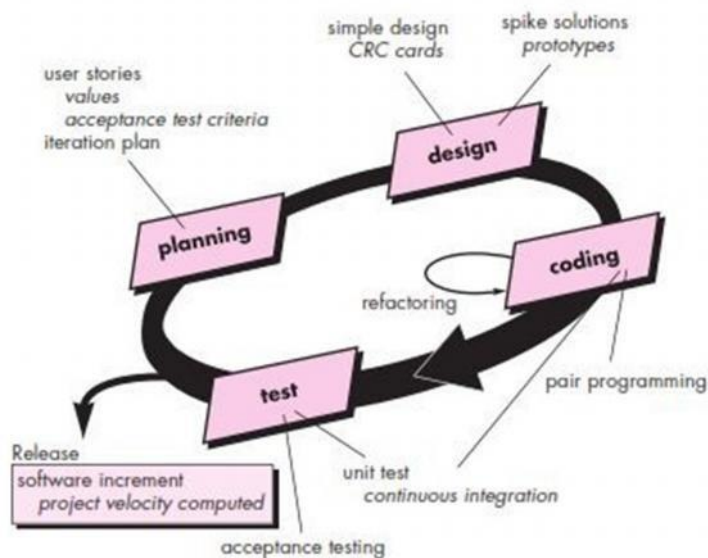 simple design
CRC cards
spike solutions
prototypes
user stories
values
acceptance test criteria
iteration plan
design
planning
coding
refactoring
test
pair programming
Release
software increment
project velocity computed
unit test
continuous integration
acceptance testing